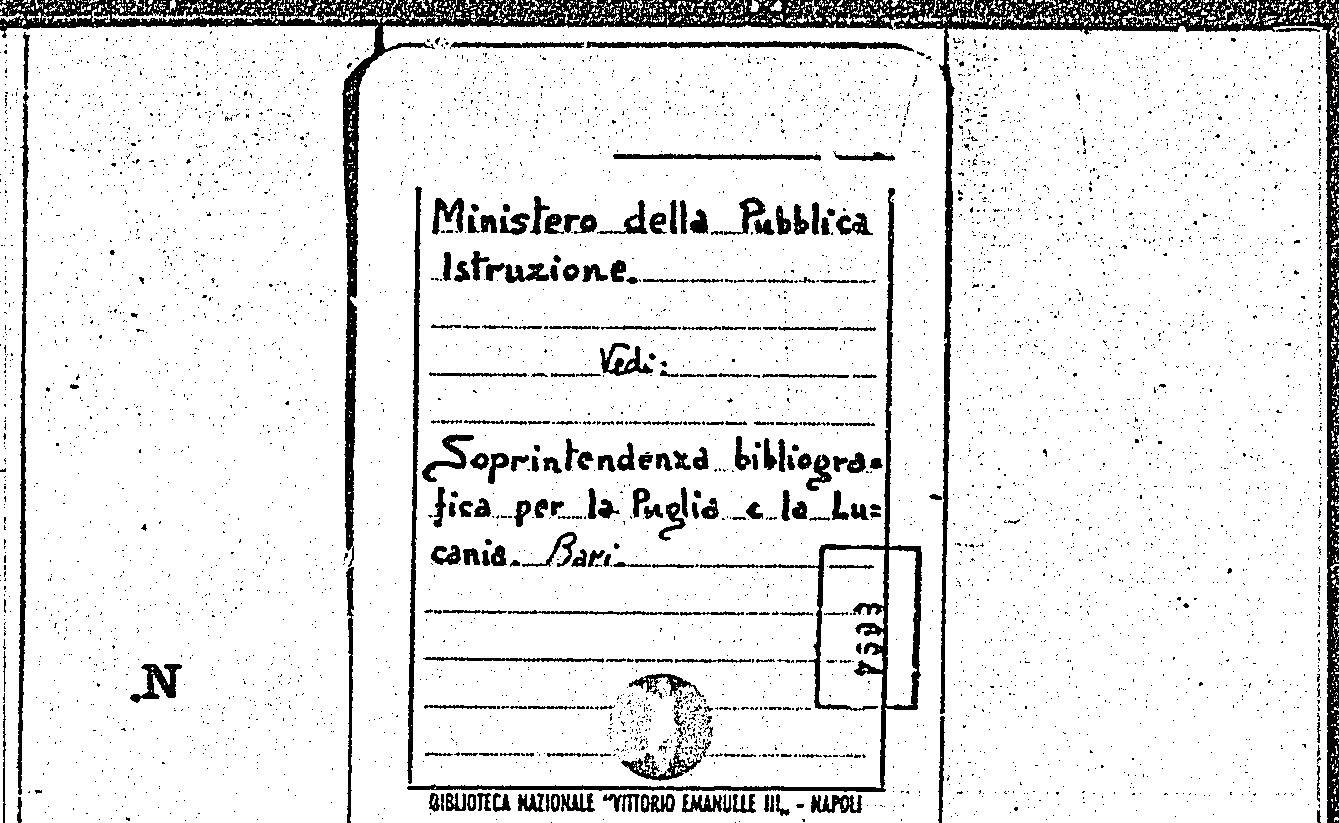 Ministero della Pubblica
Istruzione.
Vedi:
Soprintendenza bibliogra-
fica per la Puglia e la Lu=
cania. Bari.
N.
BIBLIOTECA NAZIONALE "VITTORIO EMANUELE III„ - NAPOLI